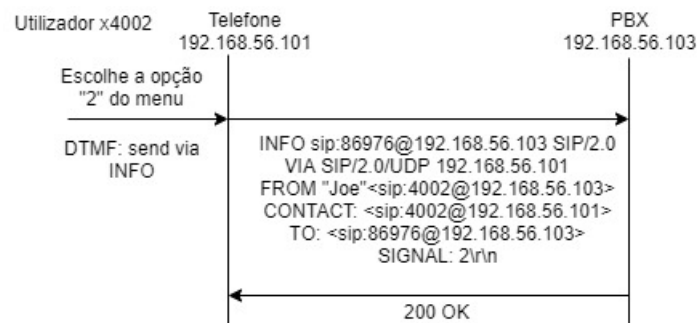 Utilizador x4002
Telefone
192.168.56.101
PBX
192.168.56.103
Escolhe a opção
"2" do menu
DTMF: send via
INFO
INFO sip:86976@192.168.56.103 SIP/2.0
VIA SIP/2.0/UDP 192.168.56.101
FROM "Joe"<sip:4002@192.168.56.103>
CONTACT: <sip:4002@192.168.56.101>
TO: <sip:86976@192.168.56.103>
SIGNAL: 2\r\n
200 OK